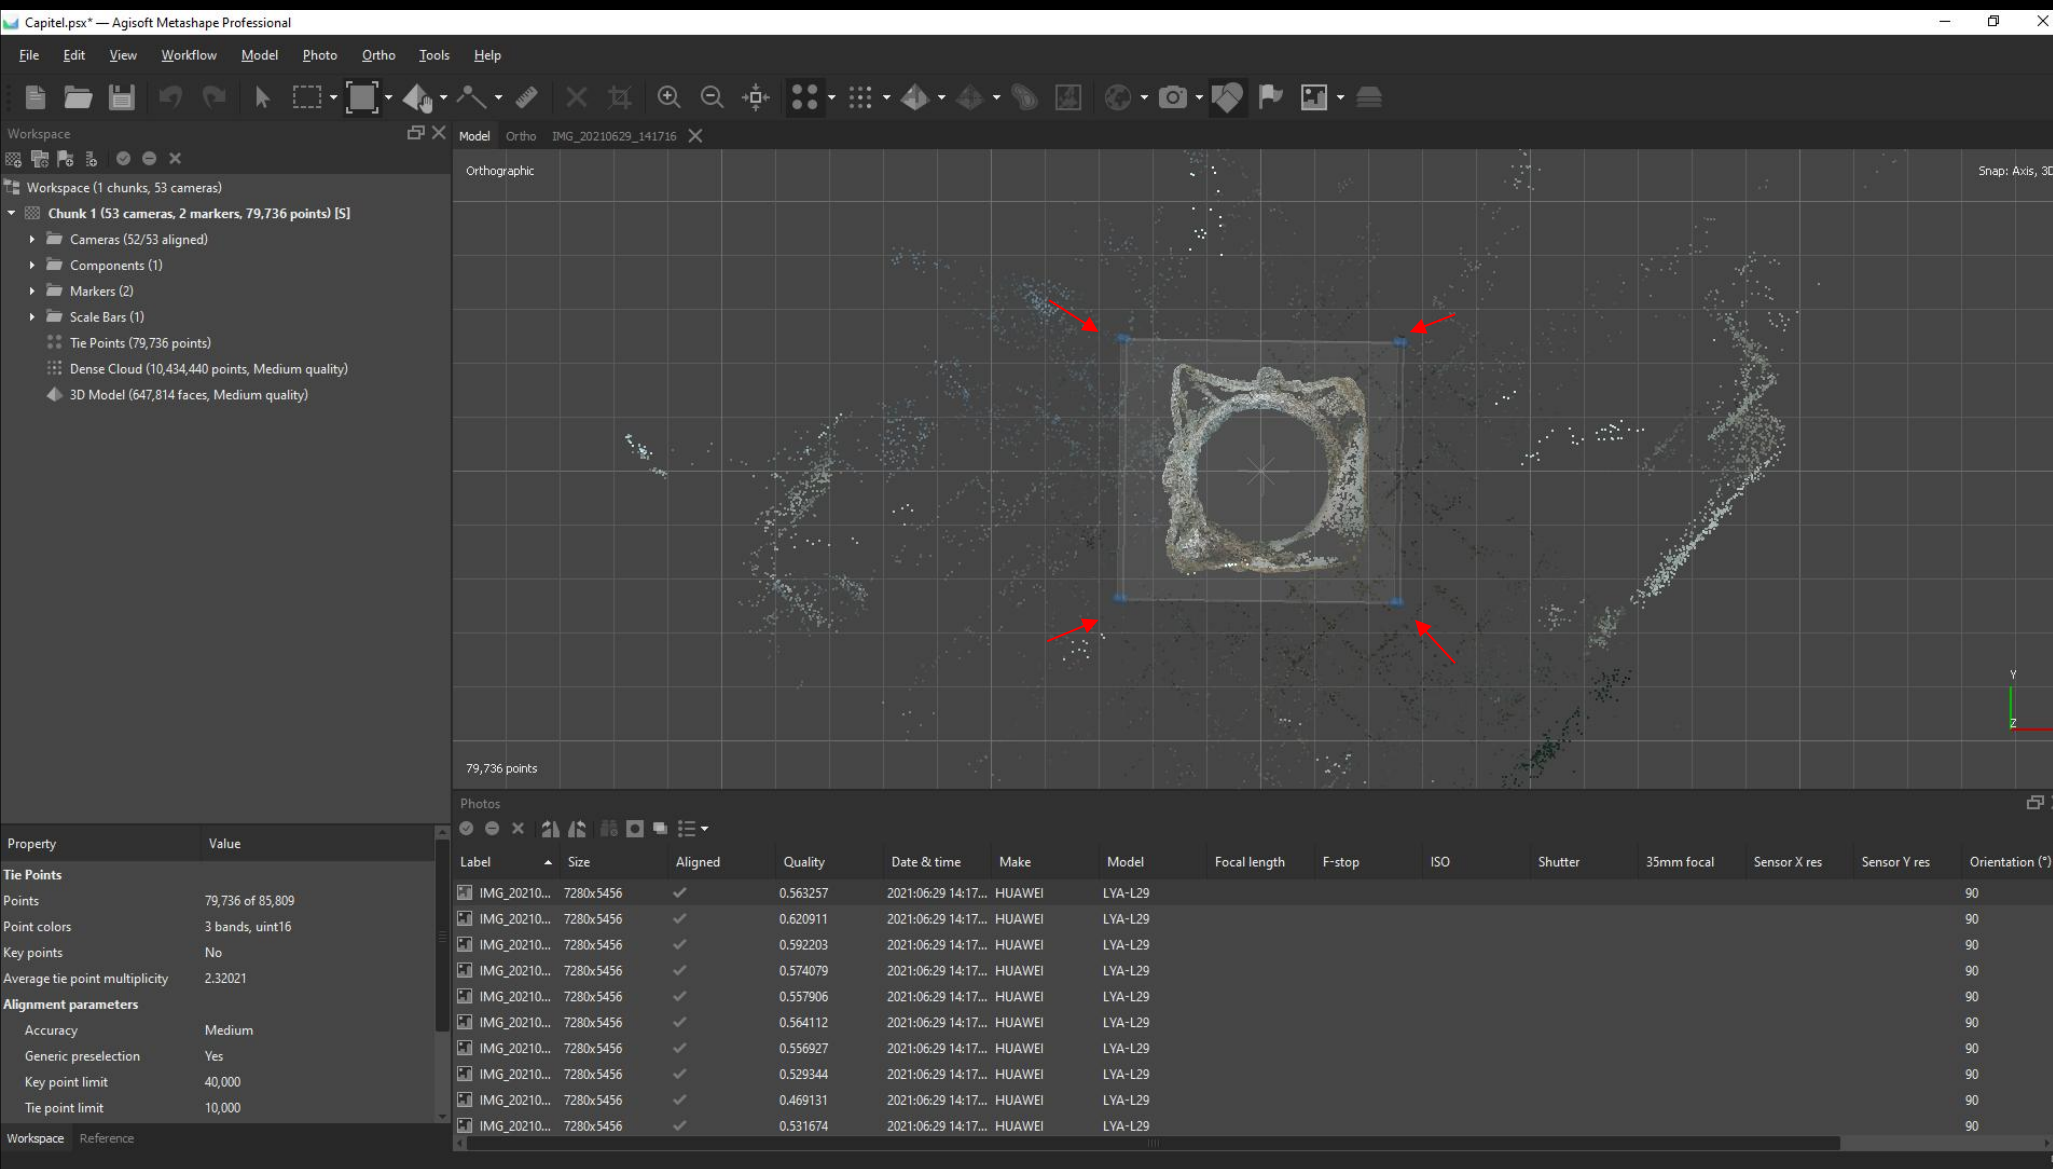 Capitel.psx* — Agisoft Metashape Professional
File Edit View Workflow Model Photo Ortho Tools Help
Workspace
Model Ortho IMG_20210629_141716
Orthographic
Snap: Axis, 3D
Workspace (1 chunks, 53 cameras)
Chunk 1 (53 cameras, 2 markers, 79,736 points) [S]
Cameras (52/53 aligned)
Components (1)
Markers (2)
Scale Bars (1)
Tie Points (79,736 points)
Dense Cloud (10,434,440 points, Medium quality)
3D Model (647,814 faces, Medium quality)
Y
Z
79,736 points
Photos
Property Value
Tie Points
Points 79,736 of 85,809
Point colors 3 bands, uint16
Key points No
Average tie point multiplicity 2.32021
Alignment parameters
Accuracy Medium
Generic preselection Yes
Key point limit 40,000
Tie point limit 10,000
Workspace Reference
Label Size Aligned Quality Date & time Make Model Focal length F-stop ISO Shutter 35mm focal Sensor X res Sensor Y res Orientation (°)
IMG_20210... 7280x5456 0.563257 2021:06:29 14:17... HUAWEI LYA-L29 90
IMG_20210... 7280x5456 0.620911 2021:06:29 14:17... HUAWEI LYA-L29 90
IMG_20210... 7280x5456 0.592203 2021:06:29 14:17... HUAWEI LYA-L29 90
IMG_20210... 7280x5456 0.574079 2021:06:29 14:17... HUAWEI LYA-L29 90
IMG_20210... 7280x5456 0.557906 2021:06:29 14:17... HUAWEI LYA-L29 90
IMG_20210... 7280x5456 0.564112 2021:06:29 14:17... HUAWEI LYA-L29 90
IMG_20210... 7280x5456 0.556927 2021:06:29 14:17... HUAWEI LYA-L29 90
IMG_20210... 7280x5456 0.529344 2021:06:29 14:17... HUAWEI LYA-L29 90
IMG_20210... 7280x5456 0.469131 2021:06:29 14:17... HUAWEI LYA-L29 90
IMG_20210... 7280x5456 0.531674 2021:06:29 14:17... HUAWEI LYA-L29 90